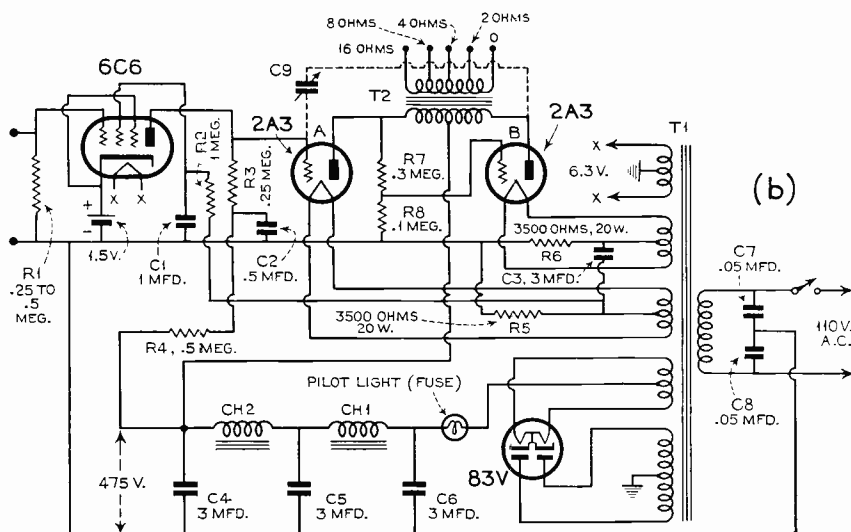 8 OHMS
4 OHMS
2 OHMS
16 OHMS
O
6C6
C9
T2
2A3
A
B
2A3
T1
R2
1 MEG.
R3
.25 MEG.
R7
.3 MEG.
X
6.3 V.
X
(b)
X X
+
-
1.5V.
R8
.1 MEG.
3500 OHMS, 20 W.
R6
C7
.05 MFD.
R1
.25 TO
.5
MEG.
C1
1 MFD.
C2
.5 MFD.
C3, 3 MFD.
3500 OHMS
20 W.
R5
110 V.
A.C.
R4, .5 MEG.
PILOT LIGHT (FUSE)
C8
.05 MFD.
CH2
CH1
83V
475 V.
C4
3 MFD.
C5
3 MFD.
C6
3 MFD.